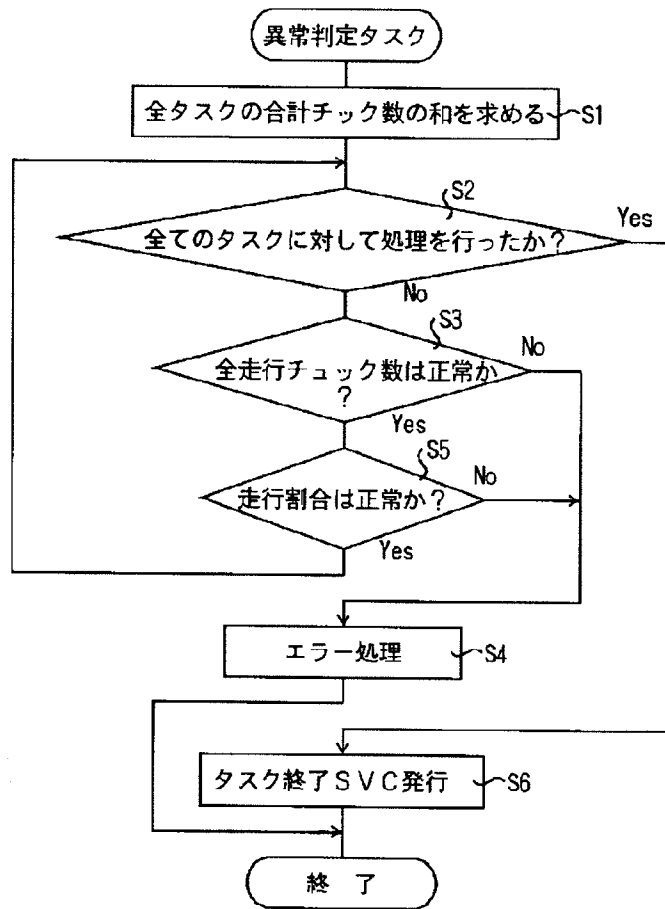 異常判定タスク
全タスクの合計チック数の和を求める
S1
S2
全てのタスクに対して処理を行ったか?
Yes
No
S3
全走行チュック数は正常か
?
No
Yes
S5
走行割合は正常か?
No
Yes
エラー処理
S4
タスク終了SVC発行
S6
終 了